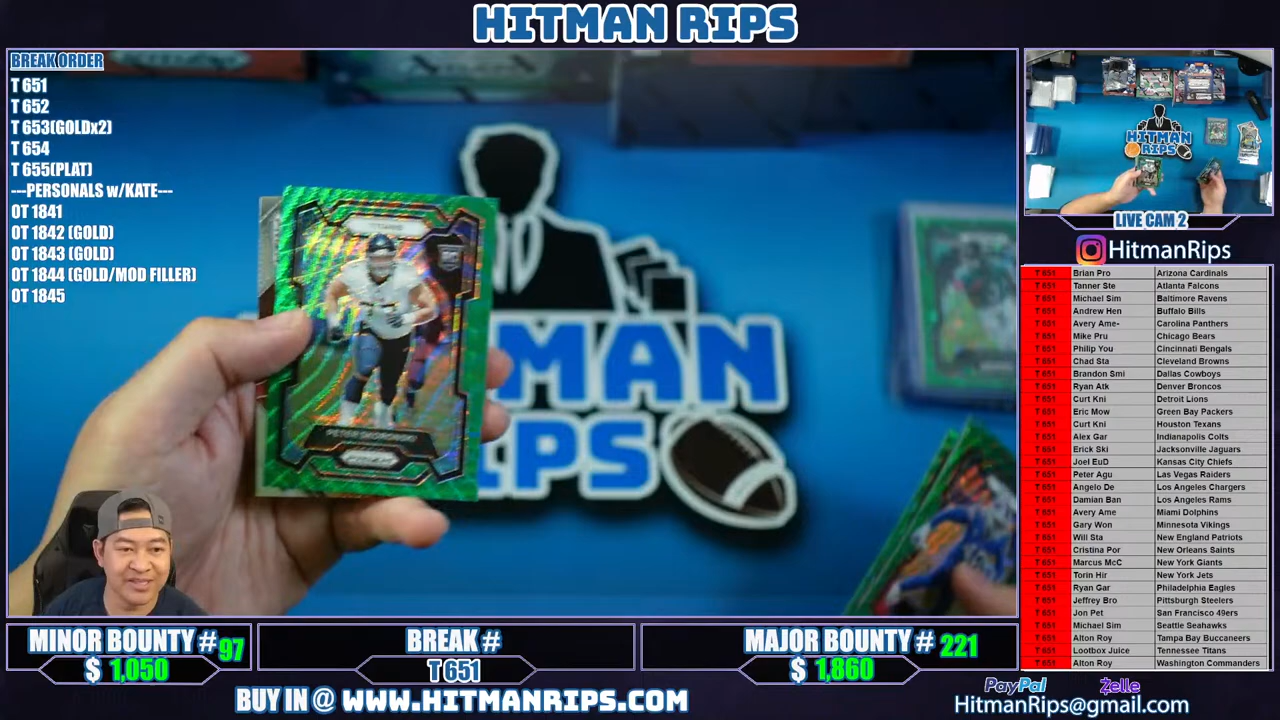 HITMAN RIPS
BREAK ORDER
T 651
T 652
T 653(GOLDx2)
T 654
T 655(PLAT)
---PERSONALS w/KATE---
OT 1841
OT 1842 (GOLD)
OT 1843 (GOLD)
OT 1844 (GOLD/MOD FILLER)
OT 1845
TITANS
PETER SKORONSKI
HITMAN
RIPS
HITMAN
RIPS
LIVE CAM 2
HitmanRips
T 651 Brian Pro Arizona Cardinals
T 651 Tanner Ste Atlanta Falcons
T 651 Michael Sim Baltimore Ravens
T 651 Andrew Hen Buffalo Bills
T 651 Avery Ame- Carolina Panthers
T 651 Mike Pru Chicago Bears
T 651 Philip You Cincinnati Bengals
T 651 Chad Sta Cleveland Browns
T 651 Brandon Smi Dallas Cowboys
T 651 Ryan Atk Denver Broncos
T 651 Curt Kni Detroit Lions
T 651 Eric Mow Green Bay Packers
T 651 Curt Kni Houston Texans
T 651 Alex Gar Indianapolis Colts
T 651 Erick Ski Jacksonville Jaguars
T 651 Joel EuD Kansas City Chiefs
T 651 Peter Agu Las Vegas Raiders
T 651 Angelo De Los Angeles Chargers
T 651 Damian Ban Los Angeles Rams
T 651 Avery Ame Miami Dolphins
T 651 Gary Won Minnesota Vikings
T 651 Will Sta New England Patriots
T 651 Cristina Por New Orleans Saints
T 651 Marcus McC New York Giants
T 651 Torin Hir New York Jets
T 651 Ryan Gar Philadelphia Eagles
T 651 Jeffrey Bro Pittsburgh Steelers
T 651 Jon Pet San Francisco 49ers
T 651 Michael Sim Seattle Seahawks
T 651 Alton Roy Tampa Bay Buccaneers
T 651 Lootbox Juice Tennessee Titans
T 651 Alton Roy Washington Commanders
MINOR BOUNTY # 97
$ 1,050
BREAK #
T 651
MAJOR BOUNTY # 221
$ 1,860
BUY IN @ WWW.HITMANRIPS.COM
PayPal Zelle
HitmanRips@gmail.com